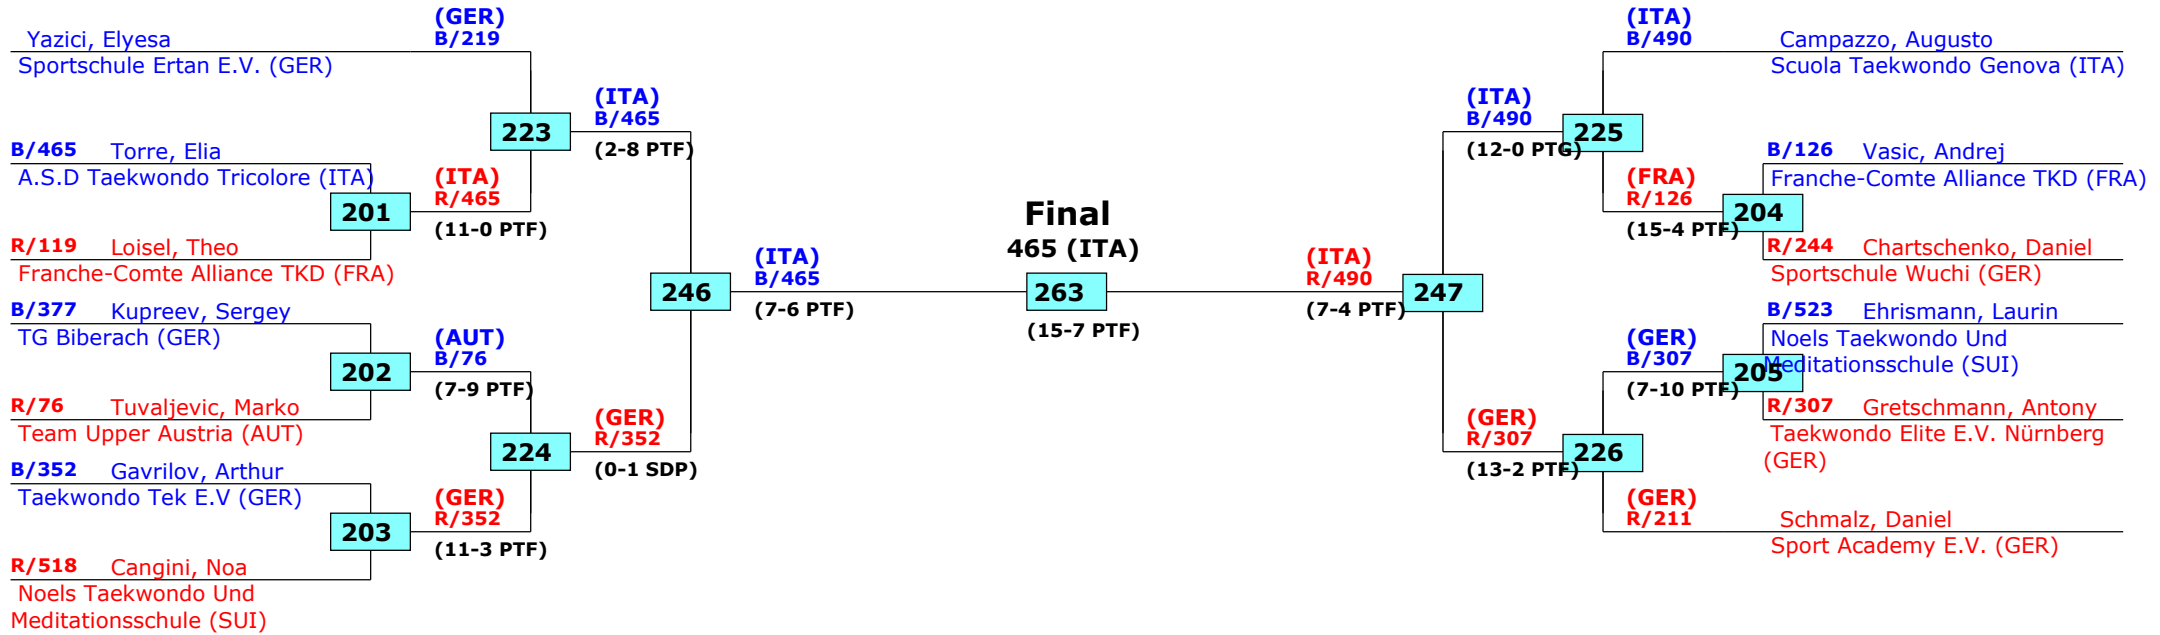 (GER)
B/219
Yazici, Elyesa
Sportschule Ertan E.V. (GER)
223
(ITA)
B/465
(2-8 PTF)
B/465 Torre, Elia
A.S.D Taekwondo Tricolore (ITA)
201
(ITA)
R/465
(11-0 PTF)
R/119 Loisel, Theo
Franche-Comte Alliance TKD (FRA)
246
(ITA)
B/465
(7-6 PTF)
B/377 Kupreev, Sergey
TG Biberach (GER)
202
(AUT)
B/76
(7-9 PTF)
R/76 Tuvaljevic, Marko
Team Upper Austria (AUT)
224
(GER)
R/352
(0-1 SDP)
B/352 Gavrilov, Arthur
Taekwondo Tek E.V (GER)
203
(GER)
R/352
(11-3 PTF)
R/518 Cangini, Noa
Noels Taekwondo Und
Meditationsschule (SUI)
Final
465 (ITA)
263
(15-7 PTF)
(ITA)
B/490
Campazzo, Augusto
Scuola Taekwondo Genova (ITA)
(ITA)
B/490
225
(12-0 PTG)
B/126 Vasic, Andrej
Franche-Comte Alliance TKD (FRA)
(FRA)
R/126
204
(15-4 PTF)
R/244 Chartschenko, Daniel
Sportschule Wuchi (GER)
(ITA)
R/490
247
(7-4 PTF)
B/523 Ehrismann, Laurin
Noels Taekwondo Und
Meditationsschule (SUI)
(GER)
B/307
205
(7-10 PTF)
R/307 Gretschmann, Antony
Taekwondo Elite E.V. Nürnberg
(GER)
(GER)
R/307
226
(13-2 PTF)
(GER)
R/211
Schmalz, Daniel
Sport Academy E.V. (GER)